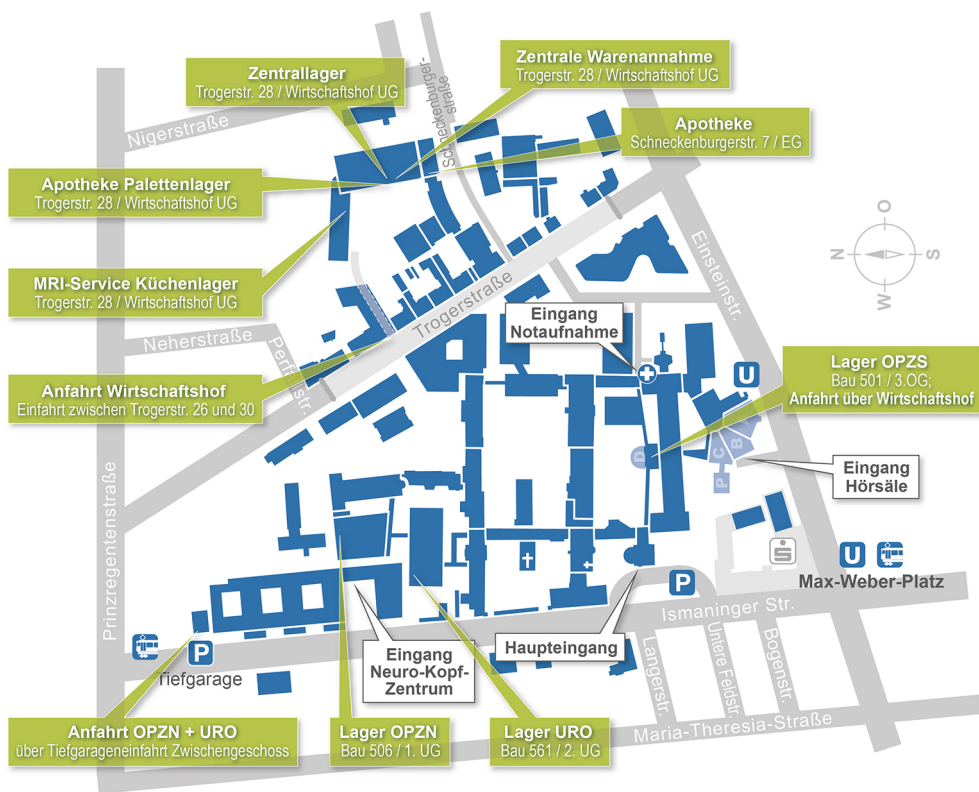 Zentrallager
Trogerstr. 28 / Wirtschaftshof UG
Zentrale Warenannahme
Trogerstr. 28 / Wirtschaftshof UG
Schneckenburger-
straße
Apotheke
Schneckenburgerstr. 7 / EG
Nigerstraße
Apotheke Palettenlager
Trogerstr. 28 / Wirtschaftshof UG
MRI-Service Küchenlager
Trogerstr. 28 / Wirtschaftshof UG
O
N
S
W
Einsteinstr.
Trogerstraße
Eingang
Notaufnahme
Neherstraße
Anfahrt Wirtschaftshof
Einfahrt zwischen Trogerstr. 26 und 30
Lager OPZS
Bau 501 / 3.OG;
Anfahrt über Wirtschaftshof
U
A
B
C
D
P
Eingang
Hörsäle
Prinzregentenstraße
S
U
Max-Weber-Platz
P
Ismaninger Str.
Haupteingang
Eingang
Neuro-Kopf-
Zentrum
P
Tiefgarage
Langerstr.
Untere Feldstr.
Bogenstr.
Maria-Theresia-Straße
Anfahrt OPZN + URO
über Tiefgarageneinfahrt Zwischengeschoss
Lager OPZN
Bau 506 / 1. UG
Lager URO
Bau 561 / 2. UG